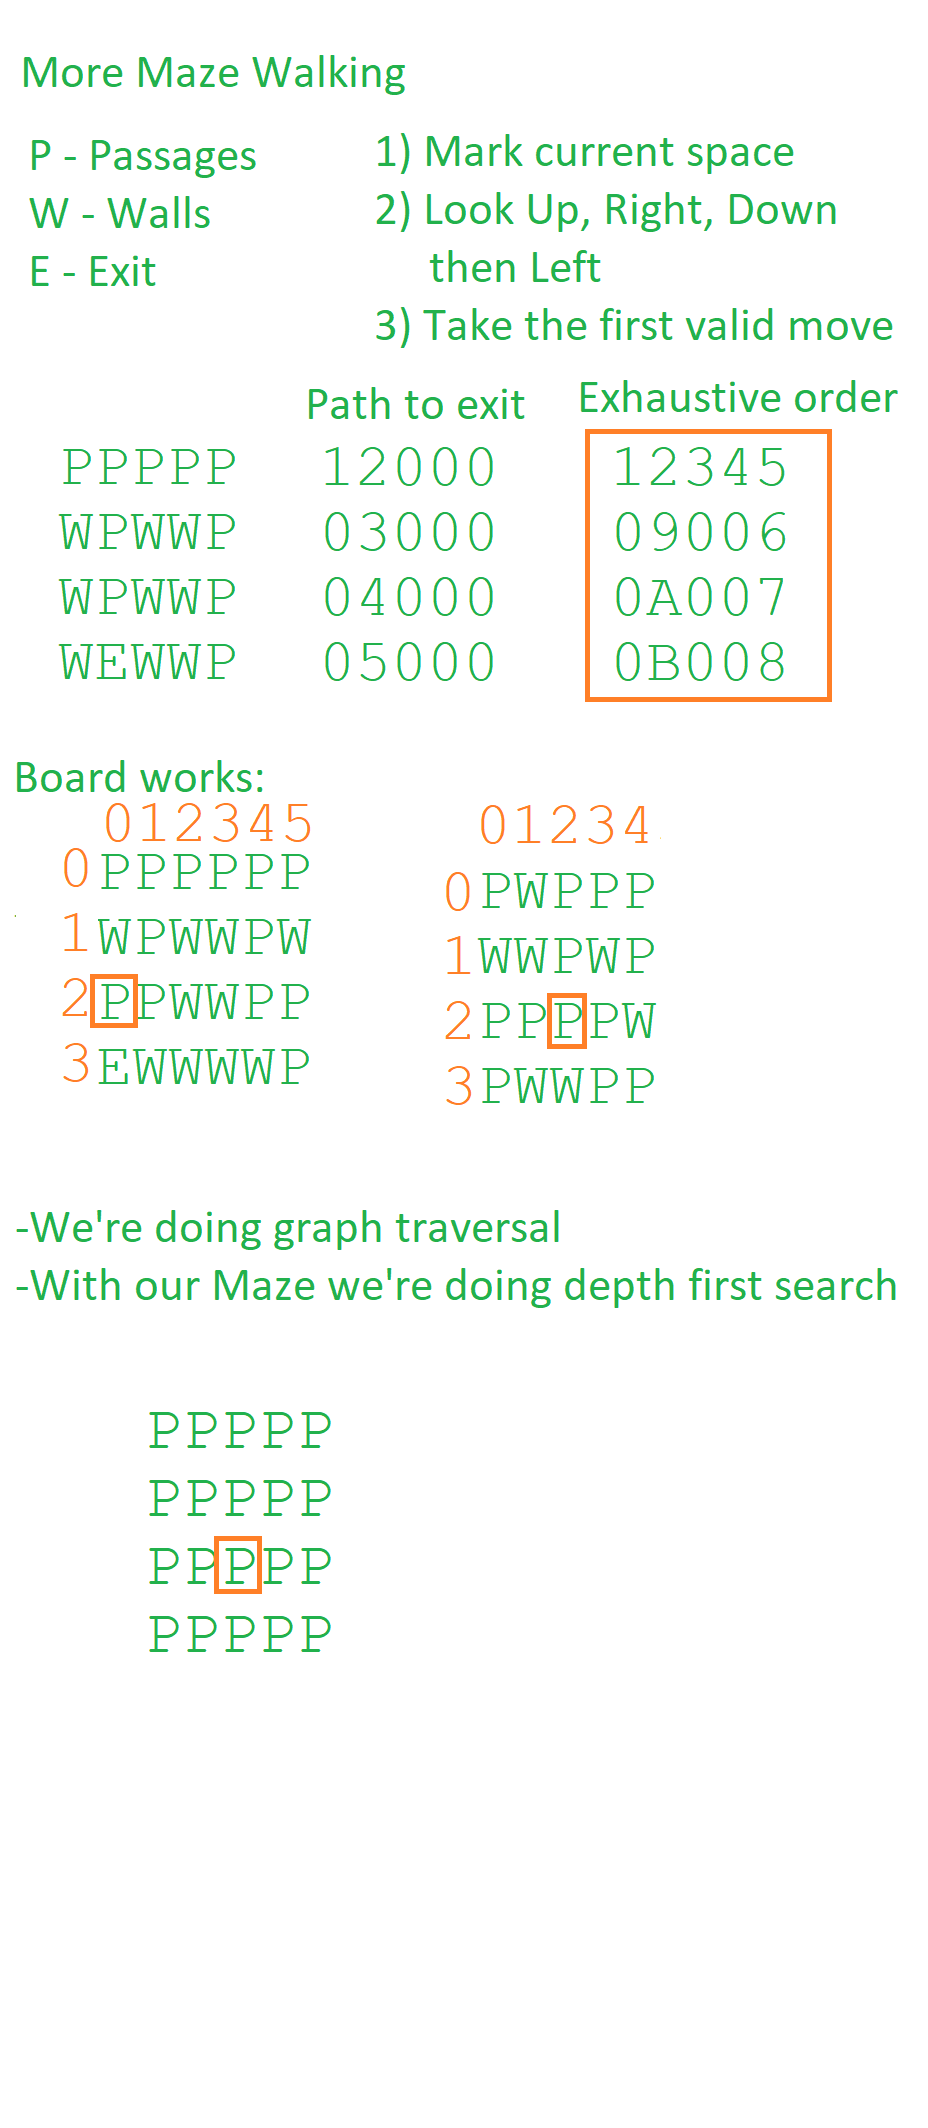 More Maze Walking
P - Passages
W - Walls
E - Exit
1) Mark current space
2) Look Up, Right, Down
then Left
3) Take the first valid move
Path to exit
Exhaustive order
PPPPP 12000 12345
WPWWP 03000 09006
WPWWP 04000 0A007
WEWWP 05000 0B008
Board works:
012345
0PPPPPP
1WPWWPW
2PPWWPP
3EWWWWP
01234
0PWPPP
1WWPWP
2PPPPW
3PWWPP
-We're doing graph traversal
-With our Maze we're doing depth first search
PPPPP
PPPPP
PPPPP
PPPPP